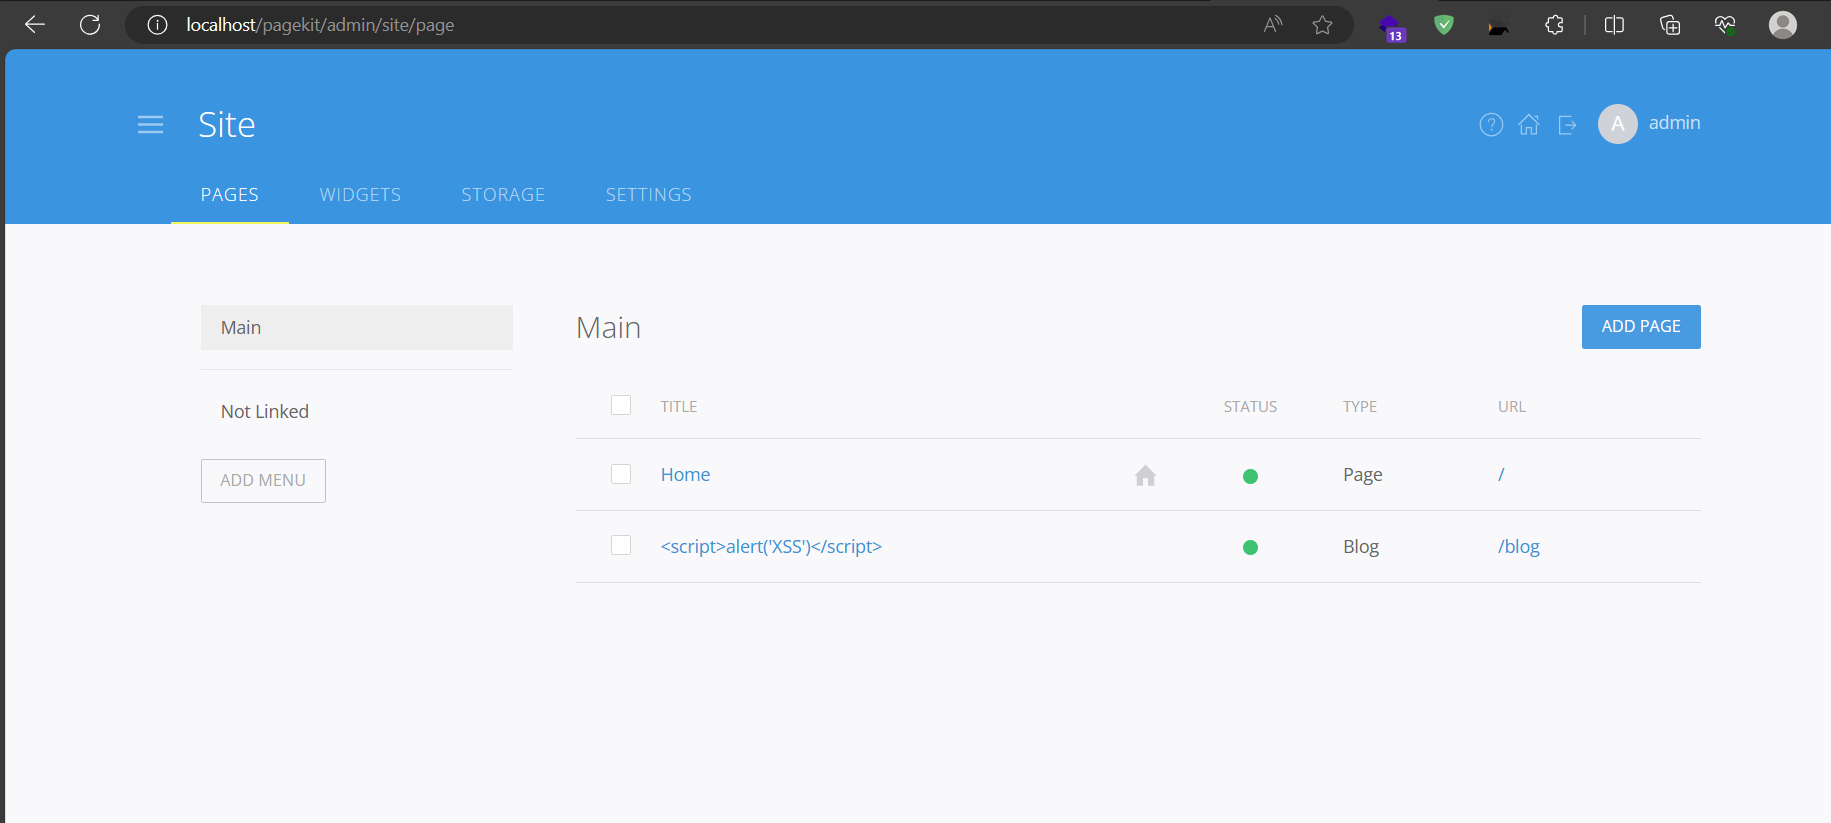 localhost/pagekit/admin/site/page
A
13
Site
? A admin
PAGES WIDGETS STORAGE SETTINGS
Main
Not Linked
ADD MENU
Main
ADD PAGE
TITLE STATUS TYPE URL
Home Page /
<script>alert('XSS')</script> Blog /blog